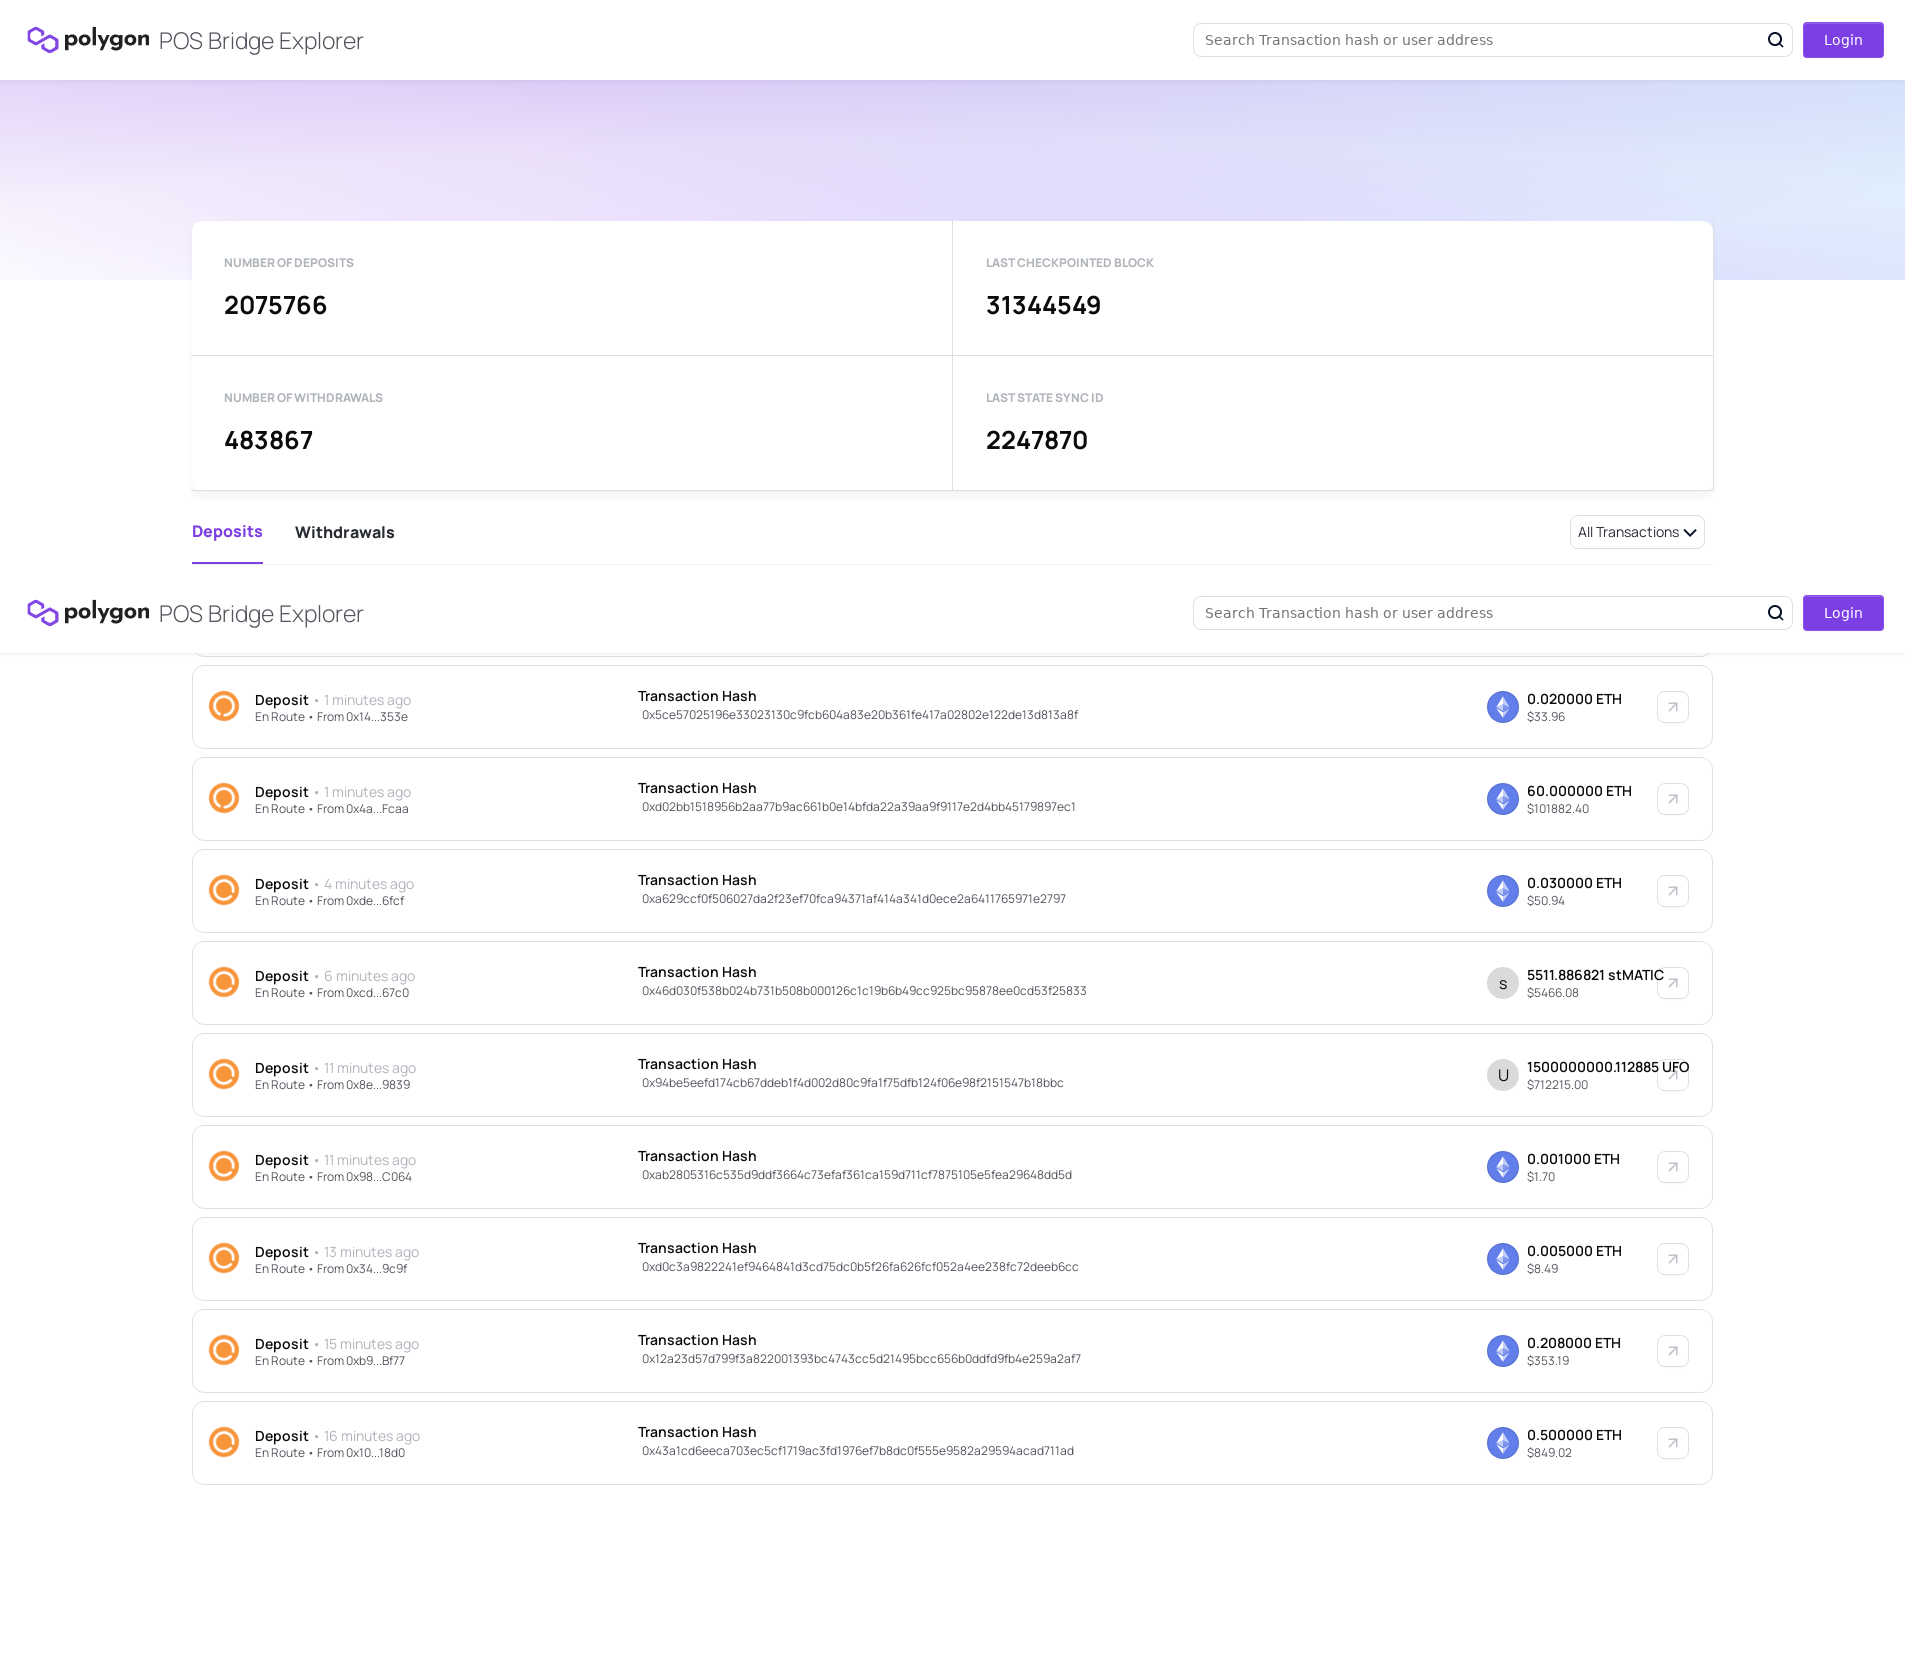 polygon POS Bridge Explorer
Search Transaction hash or user address
Login
NUMBER OF DEPOSITS
2075766
LAST CHECKPOINTED BLOCK
31344549
NUMBER OF WITHDRAWALS
483867
LAST STATE SYNC ID
2247870
Deposits
Withdrawals
All Transactions
polygon POS Bridge Explorer
Search Transaction hash or user address
Login
Deposit • 1 minutes ago
En Route • From 0x14...353e
Transaction Hash
0x5ce57025196e33023130c9fcb604a83e20b361fe417a02802e122de13d813a8f
0.020000 ETH
$33.96
Deposit • 1 minutes ago
En Route • From 0x4a...Fcaa
Transaction Hash
0xd02bb1518956b2aa77b9ac661b0e14bfda22a39aa9f9117e2d4bb45179897ec1
60.000000 ETH
$101882.40
Deposit • 4 minutes ago
En Route • From 0xde...6fcf
Transaction Hash
0xa629ccf0f506027da2f23ef70fca94371af414a341d0ece2a6411765971e2797
0.030000 ETH
$50.94
Deposit • 6 minutes ago
En Route • From 0xcd...67c0
Transaction Hash
0x46d030f538b024b731b508b000126c1c19b6b49cc925bc95878ee0cd53f25833
s
5511.886821 stMATIC
$5466.08
Deposit • 11 minutes ago
En Route • From 0x8e...9839
Transaction Hash
0x94be5eefd174cb67ddeb1f4d002d80c9fa1f75dfb124f06e98f2151547b18bbc
U
1500000000.112885 UFO
$712215.00
Deposit • 11 minutes ago
En Route • From 0x98...C064
Transaction Hash
0xab2805316c535d9ddf3664c73efaf361ca159d711cf7875105e5fea29648dd5d
0.001000 ETH
$1.70
Deposit • 13 minutes ago
En Route • From 0x34...9c9f
Transaction Hash
0xd0c3a9822241ef9464841d3cd75dc0b5f26fa626fcf052a4ee238fc72deeb6cc
0.005000 ETH
$8.49
Deposit • 15 minutes ago
En Route • From 0xb9...Bf77
Transaction Hash
0x12a23d57d799f3a822001393bc4743cc5d21495bcc656b0ddfd9fb4e259a2af7
0.208000 ETH
$353.19
Deposit • 16 minutes ago
En Route • From 0x10...18d0
Transaction Hash
0x43a1cd6eeca703ec5cf1719ac3fd1976ef7b8dc0f555e9582a29594acad711ad
0.500000 ETH
$849.02